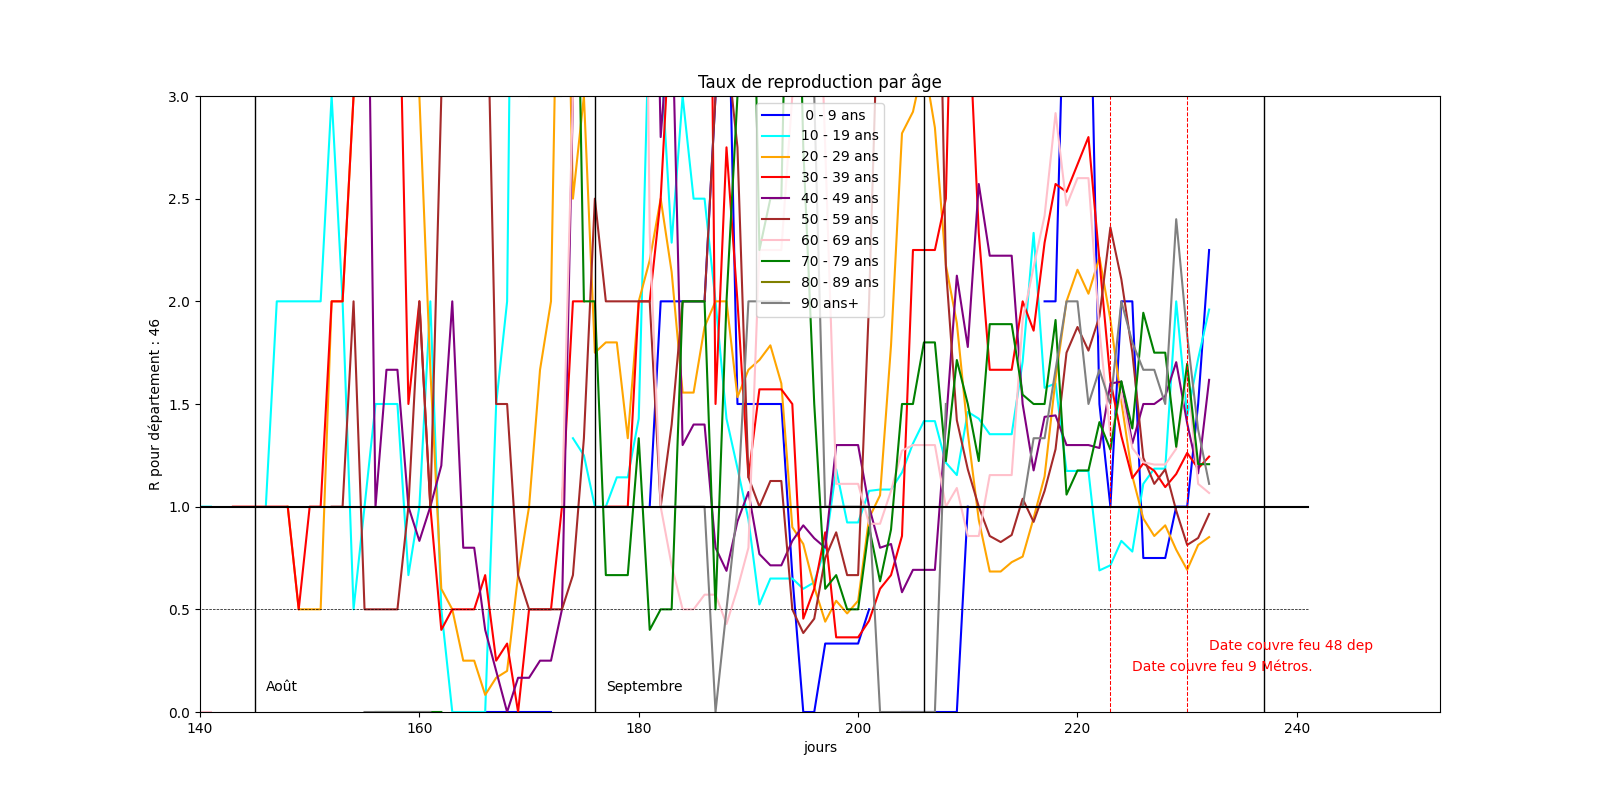 Taux de reproduction par âge
R pour département : 46
3.0
2.5
2.0
1.5
1.0
0.5
0.0
0 - 9 ans
10 - 19 ans
20 - 29 ans
30 - 39 ans
40 - 49 ans
50 - 59 ans
60 - 69 ans
70 - 79 ans
80 - 89 ans
90 ans+
Date couvre feu 48 dep
Date couvre feu 9 Métros.
Août
Septembre
140
160
180
200
220
240
jours